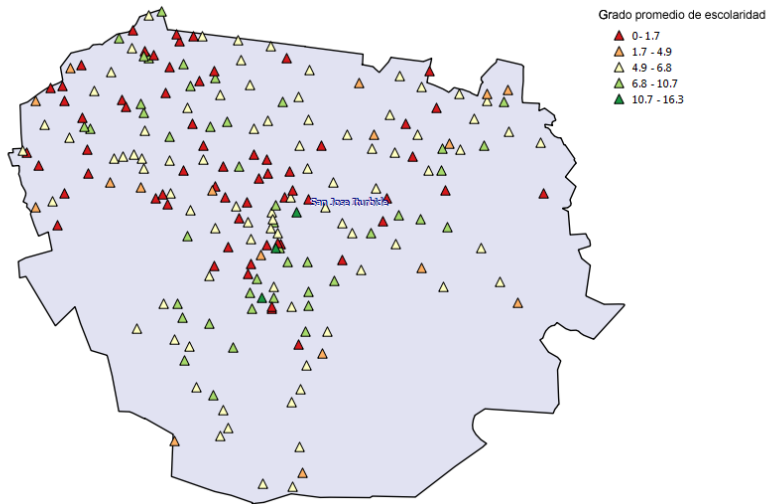 Grado promedio de escolaridad
0- 1.7
1.7 - 4.9
4.9 - 6.8
6.8 - 10.7
10.7 - 16.3
San Jose Iturbide